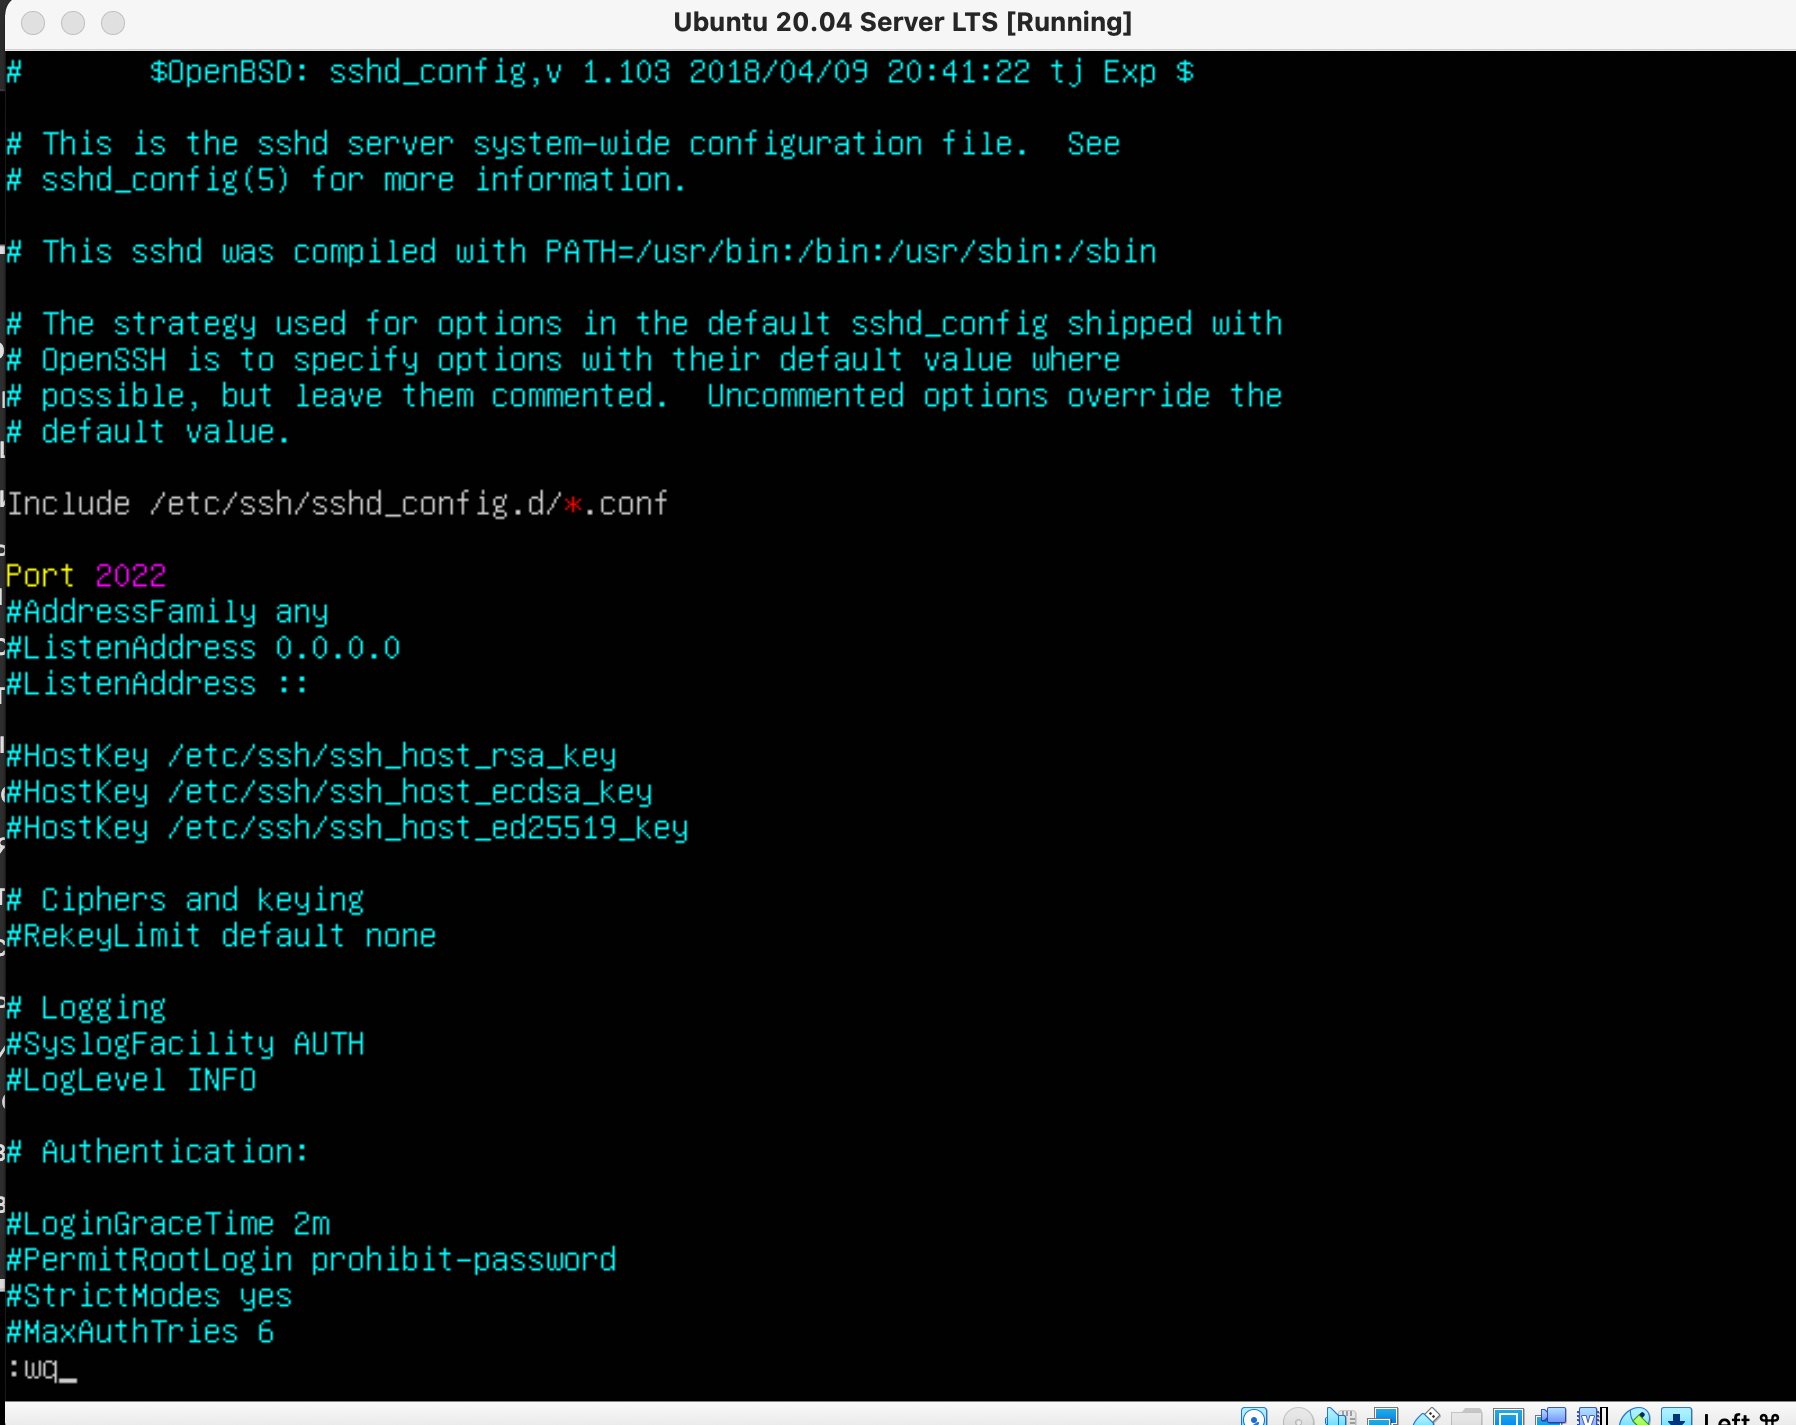 Ubuntu 20.04 Server LTS [Running]
#       $OpenBSD: sshd_config,v 1.103 2018/04/09 20:41:22 tj Exp $
# This is the sshd server system-wide configuration file.  See
# sshd_config(5) for more information.
# This sshd was compiled with PATH=/usr/bin:/bin:/usr/sbin:/sbin
# The strategy used for options in the default sshd_config shipped with
# OpenSSH is to specify options with their default value where
# possible, but leave them commented.  Uncommented options override the
# default value.
Include /etc/ssh/sshd_config.d/*.conf
Port 2022
#AddressFamily any
#ListenAddress 0.0.0.0
#ListenAddress ::
#HostKey /etc/ssh/ssh_host_rsa_key
#HostKey /etc/ssh/ssh_host_ecdsa_key
#HostKey /etc/ssh/ssh_host_ed25519_key
# Ciphers and keying
#RekeyLimit default none
# Logging
#SyslogFacility AUTH
#LogLevel INFO
# Authentication:
#LoginGraceTime 2m
#PermitRootLogin prohibit-password
#StrictModes yes
#MaxAuthTries 6
:wq_
Left ⌘